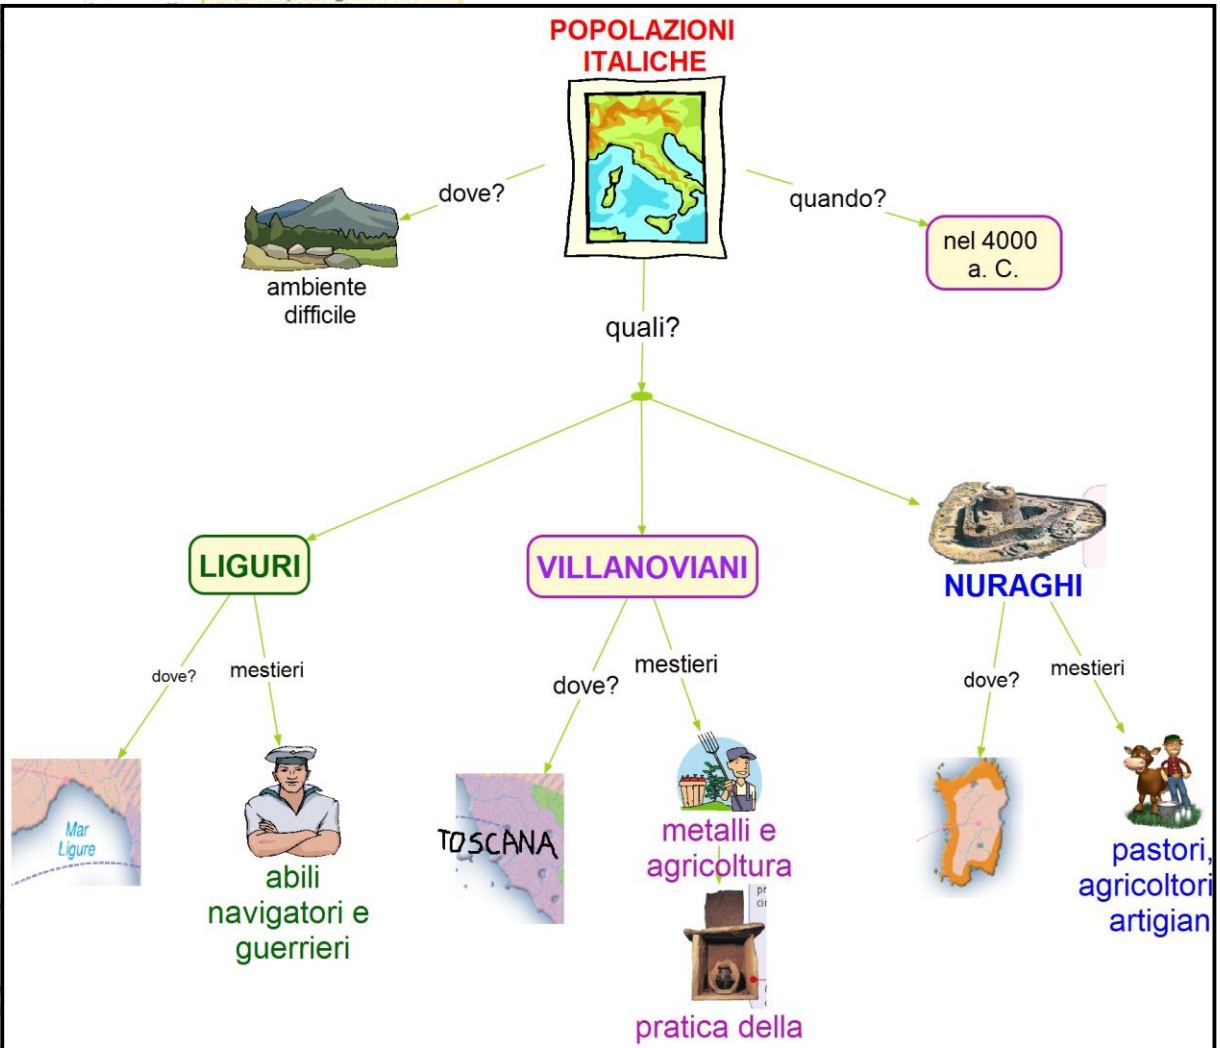 POPOLAZIONI
ITALICHE
dove?
quando?
nel 4000
a. C.
ambiente
difficile
quali?
LIGURI
VILLANOVIANI
NURAGHI
dove?
mestieri
dove?
mestieri
dove?
mestieri
Mar
Ligure
TOSCANA
abili
navigatori e
guerrieri
metalli e
agricoltura
pastori,
agricoltori
artigian
pratica della